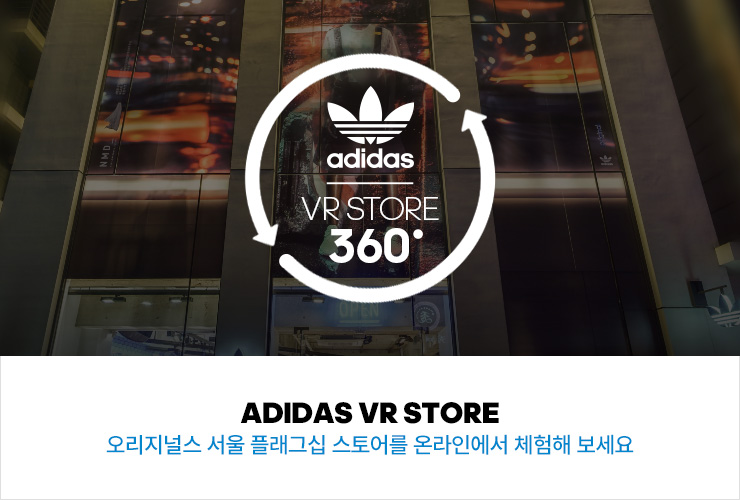 NMD_
adidas
VR STORE
360°
OPEN
ADIDAS VR STORE
오리지널스 서울 플래그십 스토어를 온라인에서 체험해 보세요